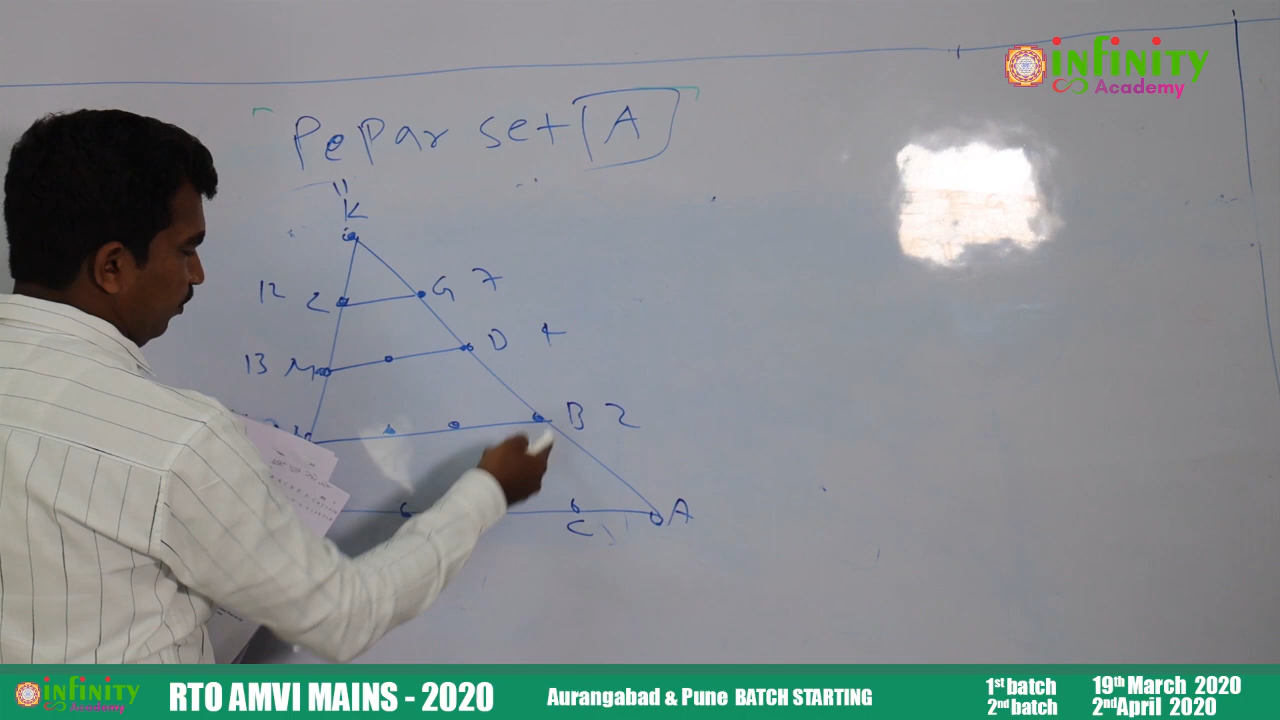 infinity
Academy
Pepar set A
11
K
12 L G 7
13 M D 4
B 2
C A
infinity
Academy
RTO AMVI MAINS - 2020
Aurangabad & Pune BATCH STARTING
1st batch 19th March 2020
2nd batch 2nd April 2020